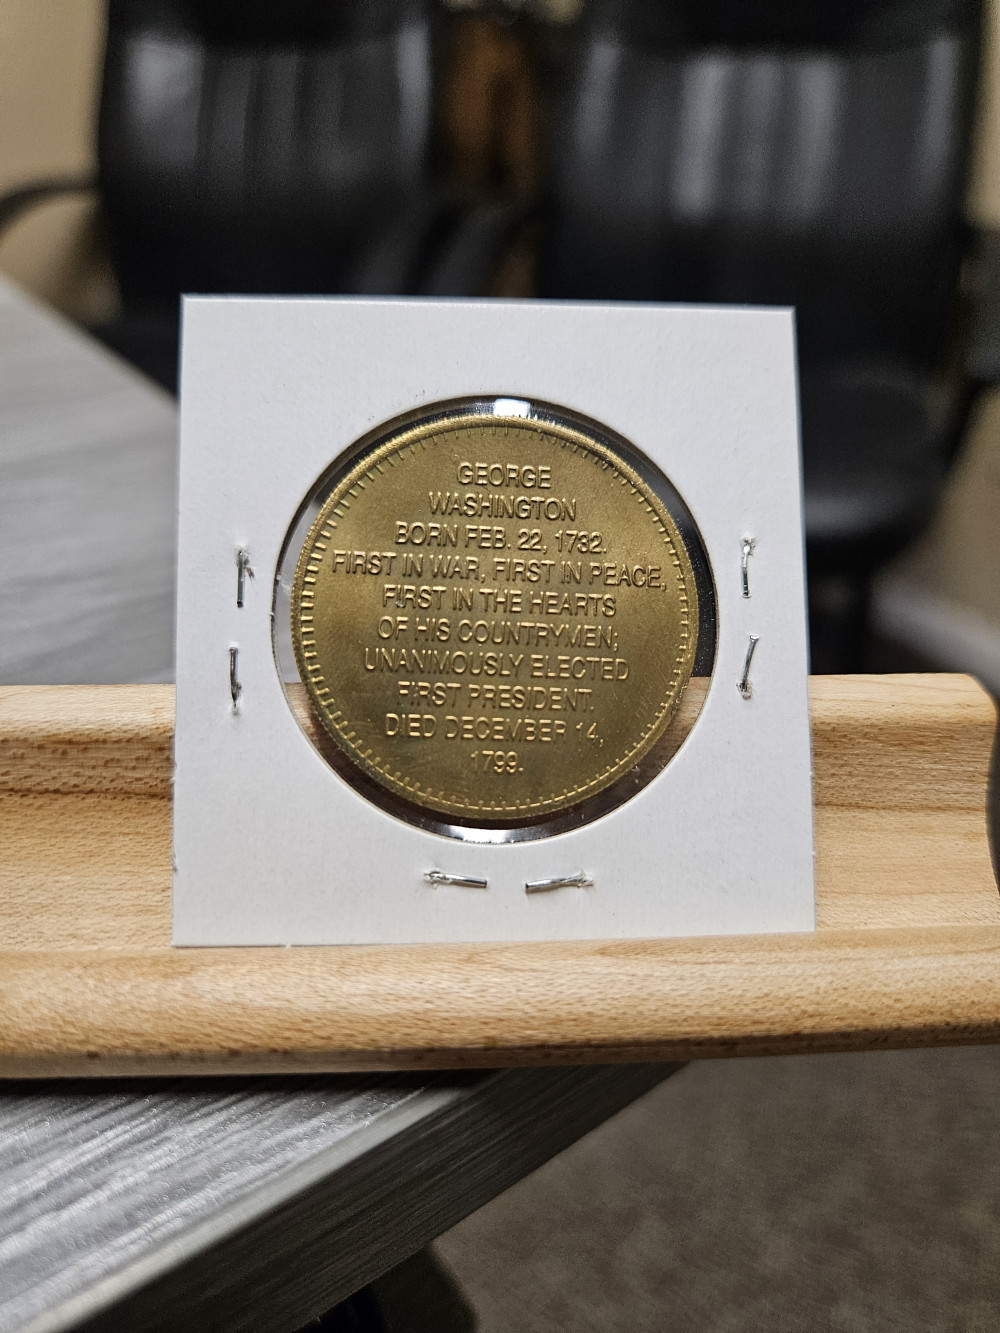 GEORGE
WASHINGTON
BORN FEB. 22, 1732.
FIRST IN WAR, FIRST IN PEACE,
FIRST IN THE HEARTS
OF HIS COUNTRYMEN;
UNANIMOUSLY ELECTED
FIRST PRESIDENT.
DIED DECEMBER 14,
1799.